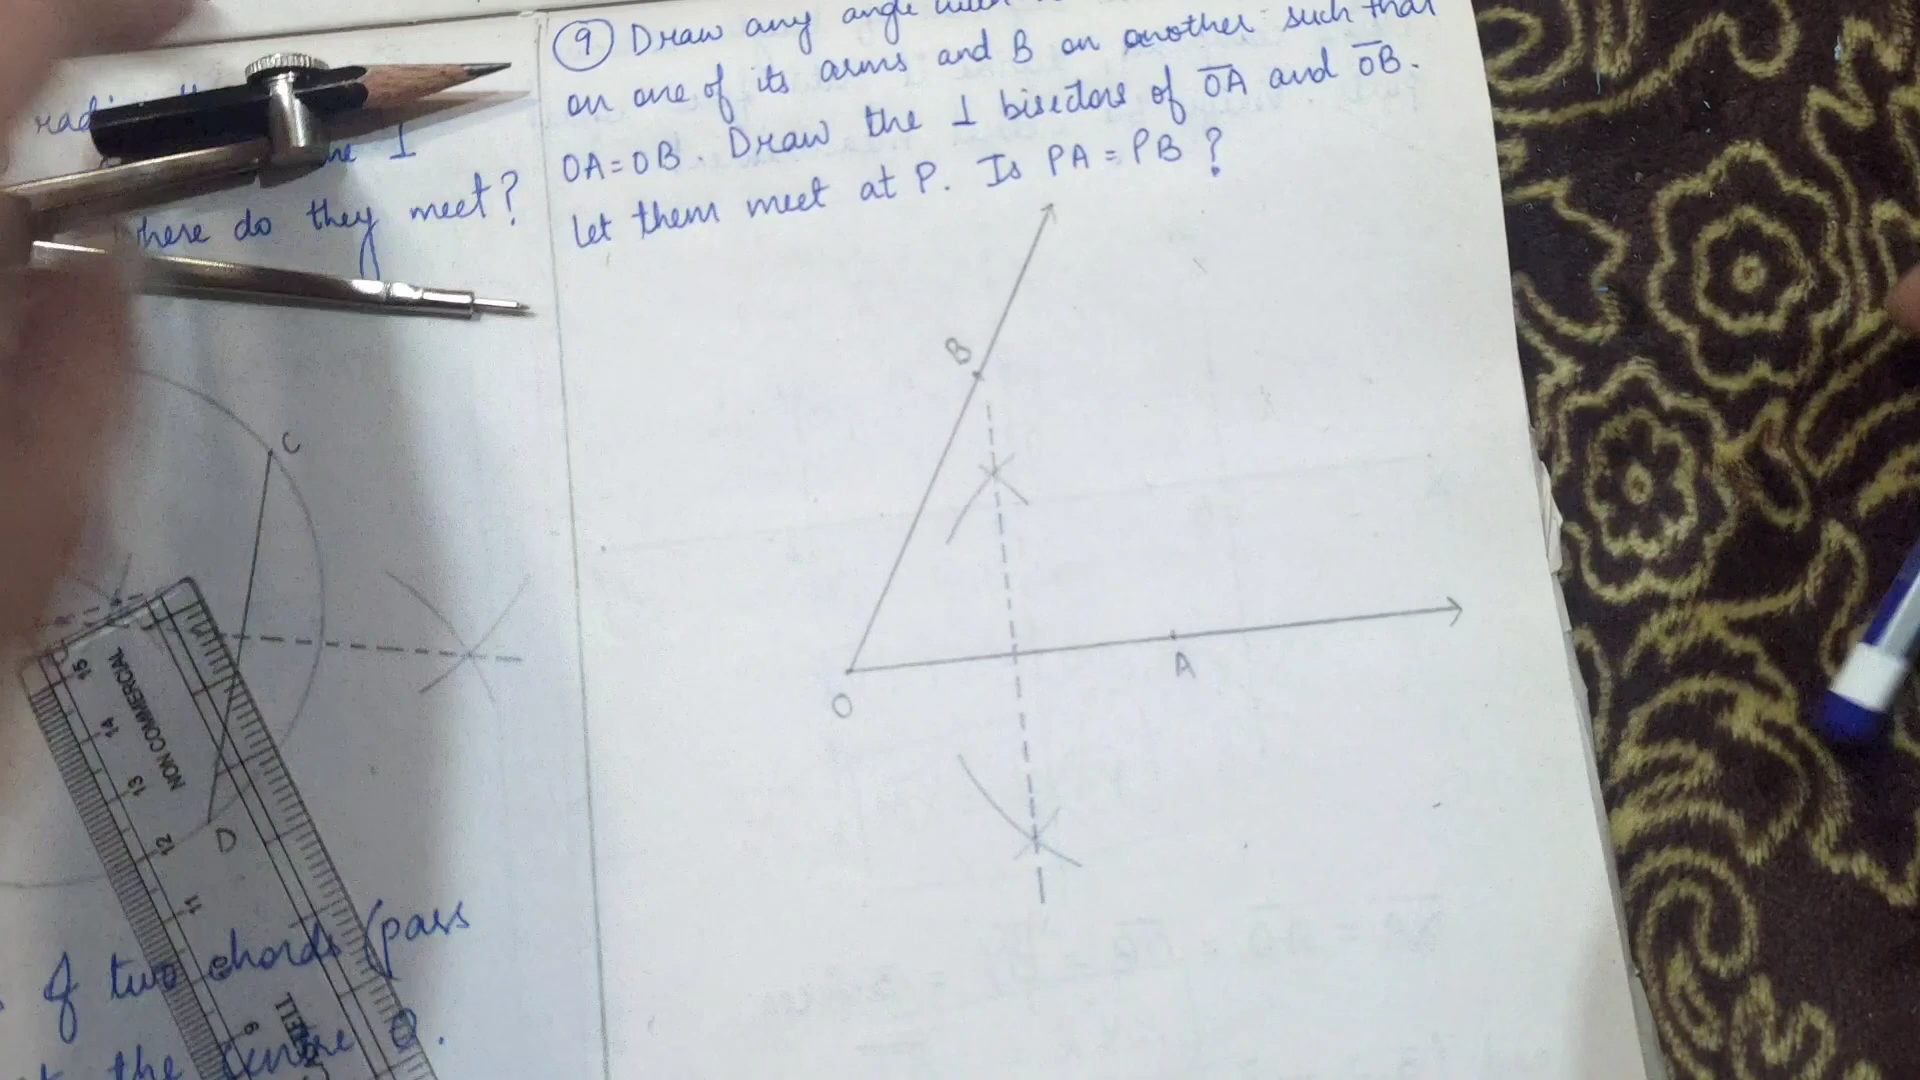 ⑨ Draw any angle
on one of its arms and B on another such that
OA = OB. Draw the ⊥ bisectors of OA and OB.
Let them meet at P. Is PA = PB ?
⊥
here do they meet?
B
O
A
C
D
15
14
13
12
11
9
NON COMMERCIAL
of two chords pass
the centre O.